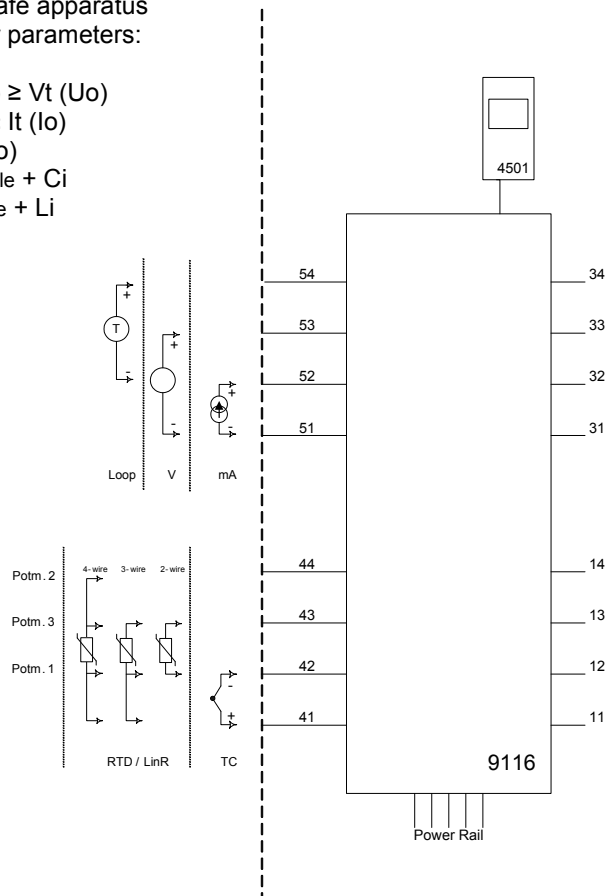 afe apparatus
parameters:
≥ Vt (Uo)
It (Io)
o)
le + Ci
e + Li
4501
54
34
53
33
52
32
51
31
+
T
-
+
-
+
-
Loop
V
mA
44
14
43
13
42
12
41
11
Potm. 2
Potm. 3
Potm. 1
4-wire
3-wire
2-wire
-
+
RTD / LinR
TC
9116
Power Rail